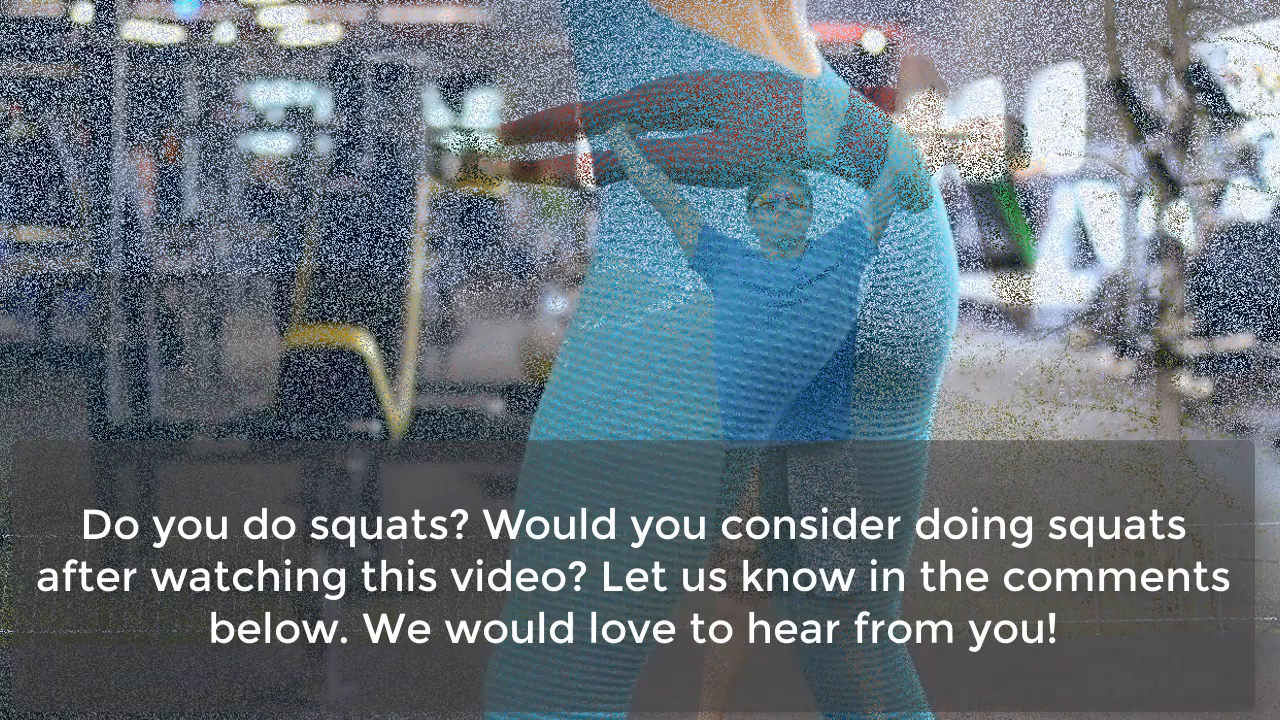 Do you do squats? Would you consider doing squats
after watching this video? Let us know in the comments
below. We would love to hear from you!